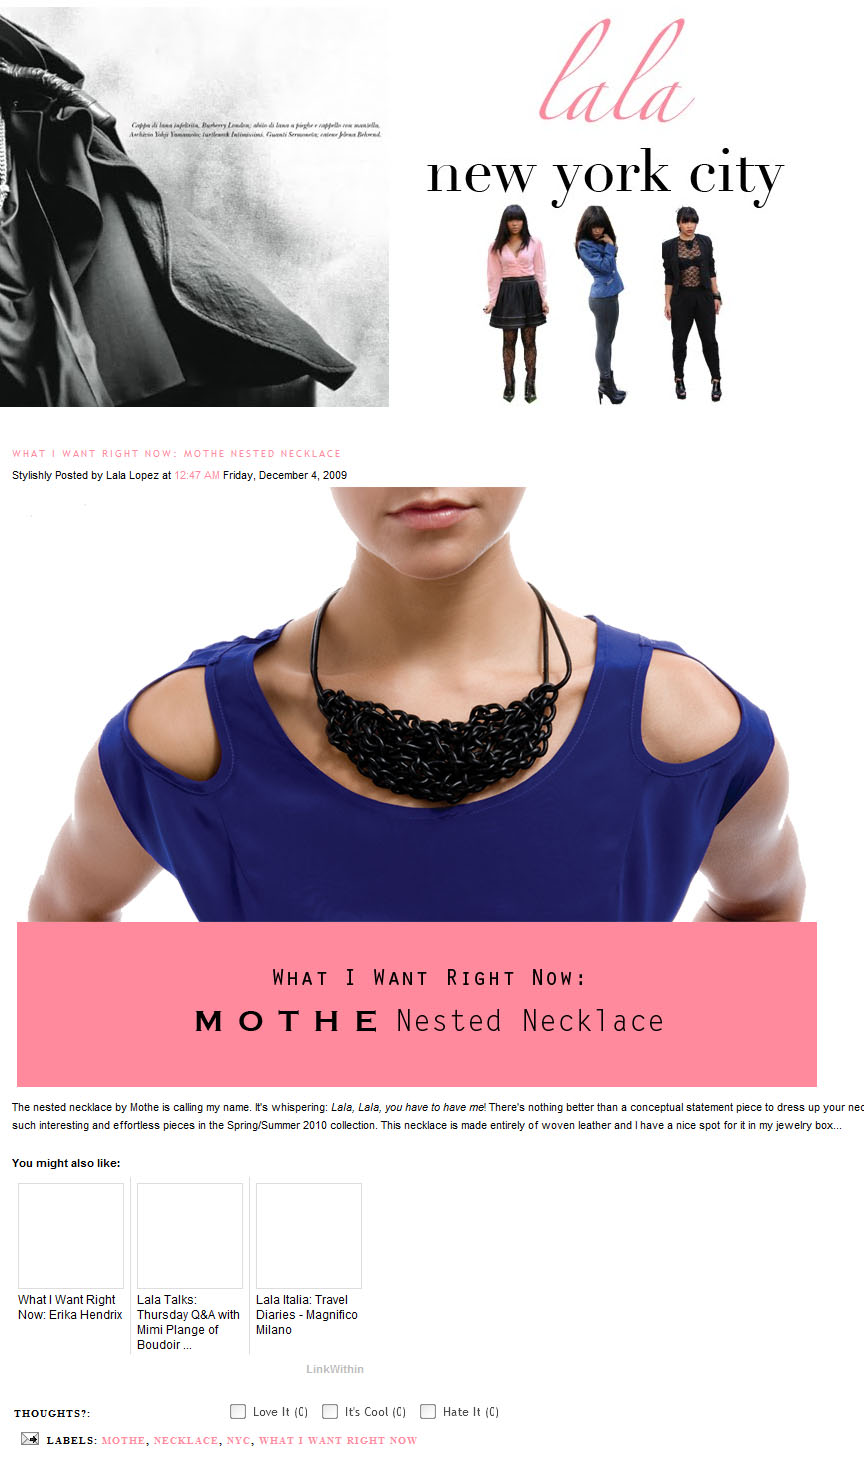 Cappa di lana infeltrita, Burberry London; abito di lana a pieghe e cappello con mantella,
Archivio Yohji Yamamoto; turtleneck Intimissimi. Guanti Sermoneta; catene Jelena Behrend.
lala
new york city
WHAT I WANT RIGHT NOW: MOTHE NESTED NECKLACE
Stylishly Posted by Lala Lopez at 12:47 AM Friday, December 4, 2009
What I Want Right Now:
MOTHE Nested Necklace
The nested necklace by Mothe is calling my name. It's whispering: Lala, Lala, you have to have me! There's nothing better than a conceptual statement piece to dress up your nec
such interesting and effortless pieces in the Spring/Summer 2010 collection. This necklace is made entirely of woven leather and I have a nice spot for it in my jewelry box...
You might also like:
What I Want Right
Now: Erika Hendrix
Lala Talks:
Thursday Q&A with
Mimi Plange of
Boudoir ...
Lala Italia: Travel
Diaries - Magnifico
Milano
LinkWithin
THOUGHTS?:
Love It (0) It's Cool (0) Hate It (0)
LABELS: MOTHE, NECKLACE, NYC, WHAT I WANT RIGHT NOW